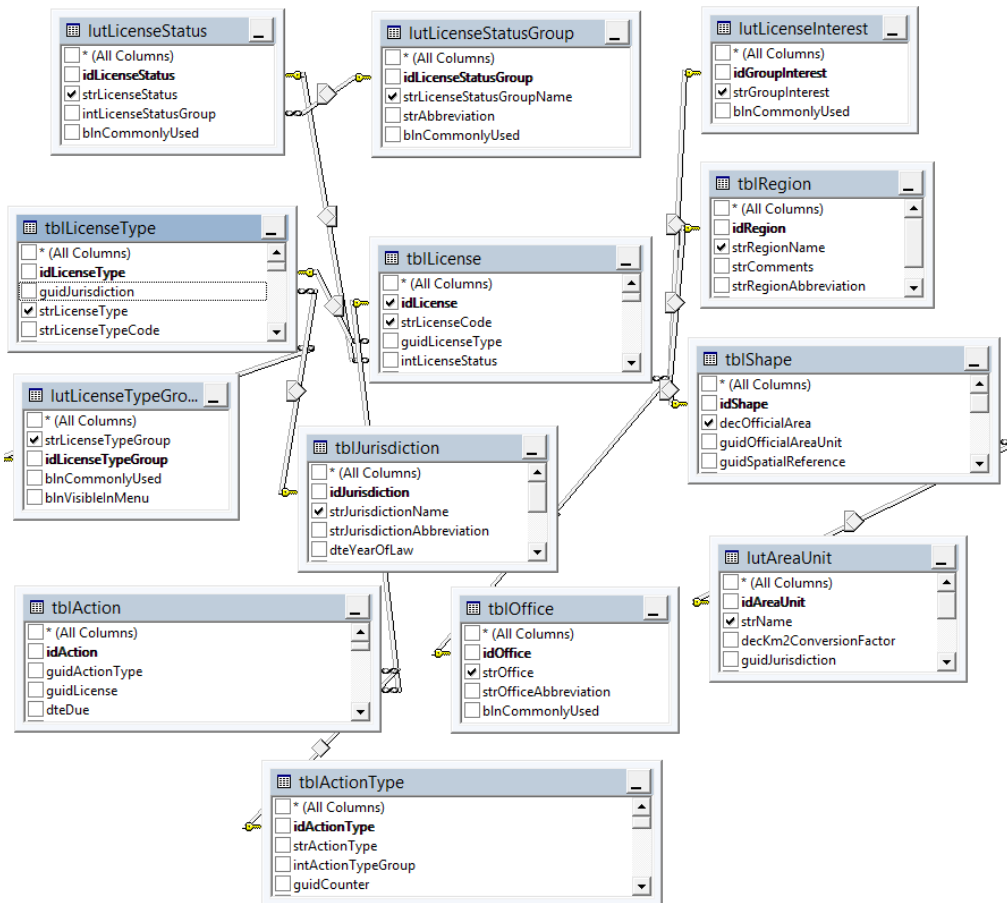 lutLicenseStatus
* (All Columns)
idLicenseStatus
strLicenseStatus
intLicenseStatusGroup
blnCommonlyUsed
lutLicenseStatusGroup
* (All Columns)
idLicenseStatusGroup
strLicenseStatusGroupName
strAbbreviation
blnCommonlyUsed
lutLicenseInterest
* (All Columns)
idGroupInterest
strGroupInterest
blnCommonlyUsed
tblRegion
* (All Columns)
idRegion
strRegionName
strComments
strRegionAbbreviation
tblLicenseType
* (All Columns)
idLicenseType
guidJurisdiction
strLicenseType
strLicenseTypeCode
tblLicense
* (All Columns)
idLicense
strLicenseCode
guidLicenseType
intLicenseStatus
tblShape
* (All Columns)
idShape
decOfficialArea
guidOfficialAreaUnit
guidSpatialReference
lutLicenseTypeGro...
* (All Columns)
strLicenseTypeGroup
idLicenseTypeGroup
blnCommonlyUsed
blnVisibleInMenu
tblJurisdiction
* (All Columns)
idJurisdiction
strJurisdictionName
strJurisdictionAbbreviation
dteYearOfLaw
lutAreaUnit
* (All Columns)
idAreaUnit
strName
decKm2ConversionFactor
guidJurisdiction
tblAction
* (All Columns)
idAction
guidActionType
guidLicense
dteDue
tblOffice
* (All Columns)
idOffice
strOffice
strOfficeAbbreviation
blnCommonlyUsed
tblActionType
* (All Columns)
idActionType
strActionType
intActionTypeGroup
guidCounter